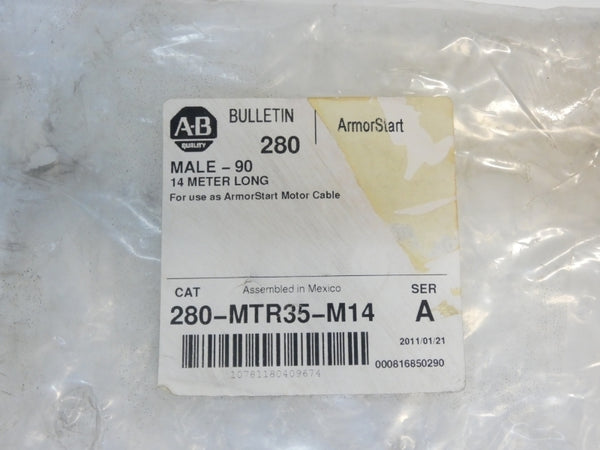 A-B
QUALITY
BULLETIN
280
ArmorStart
MALE - 90
14 METER LONG
For use as ArmorStart Motor Cable
Assembled in Mexico
CAT
SER
280-MTR35-M14
A
2011/01/21
10781180409674
000816850290